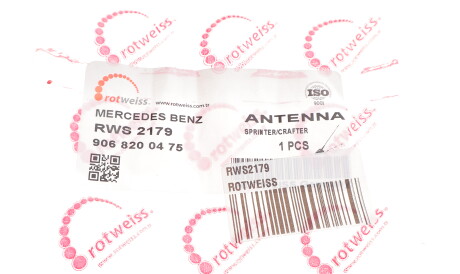 rotweiss
rotweiss
www.rotweiss.com.tr
ISO
9002
MERCEDES BENZ
RWS 2179
906 820 04 75
ANTENNA
SPRINTER/CRAFTER
1 PCS
RWS2179
ROTWEISS
rotweiss
rotweiss
rotweiss